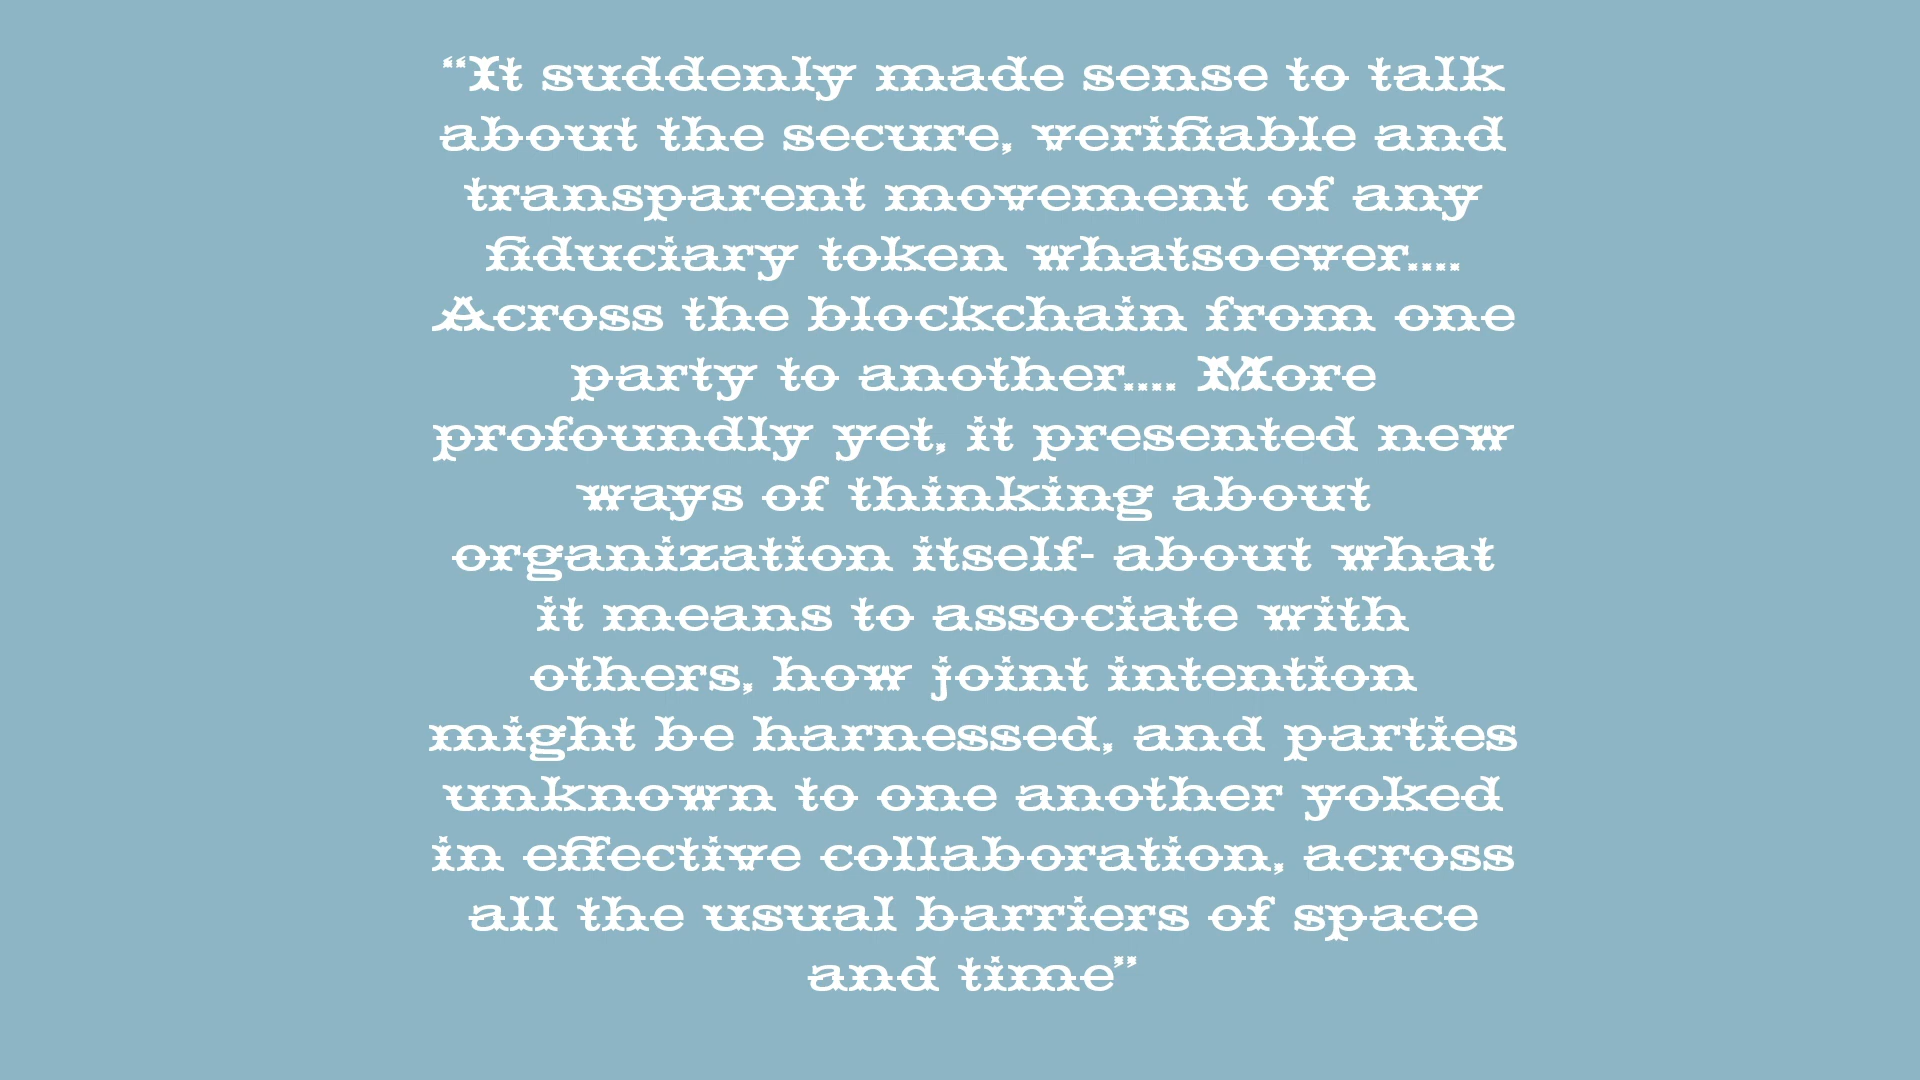 “It suddenly made sense to talk
about the secure, verifiable and
transparent movement of any
fiduciary token whatsoever....
Across the blockchain from one
party to another.... More
profoundly yet, it presented new
ways of thinking about
organization itself- about what
it means to associate with
others, how joint intention
might be harnessed, and parties
unknown to one another yoked
in effective collaboration, across
all the usual barriers of space
and time”